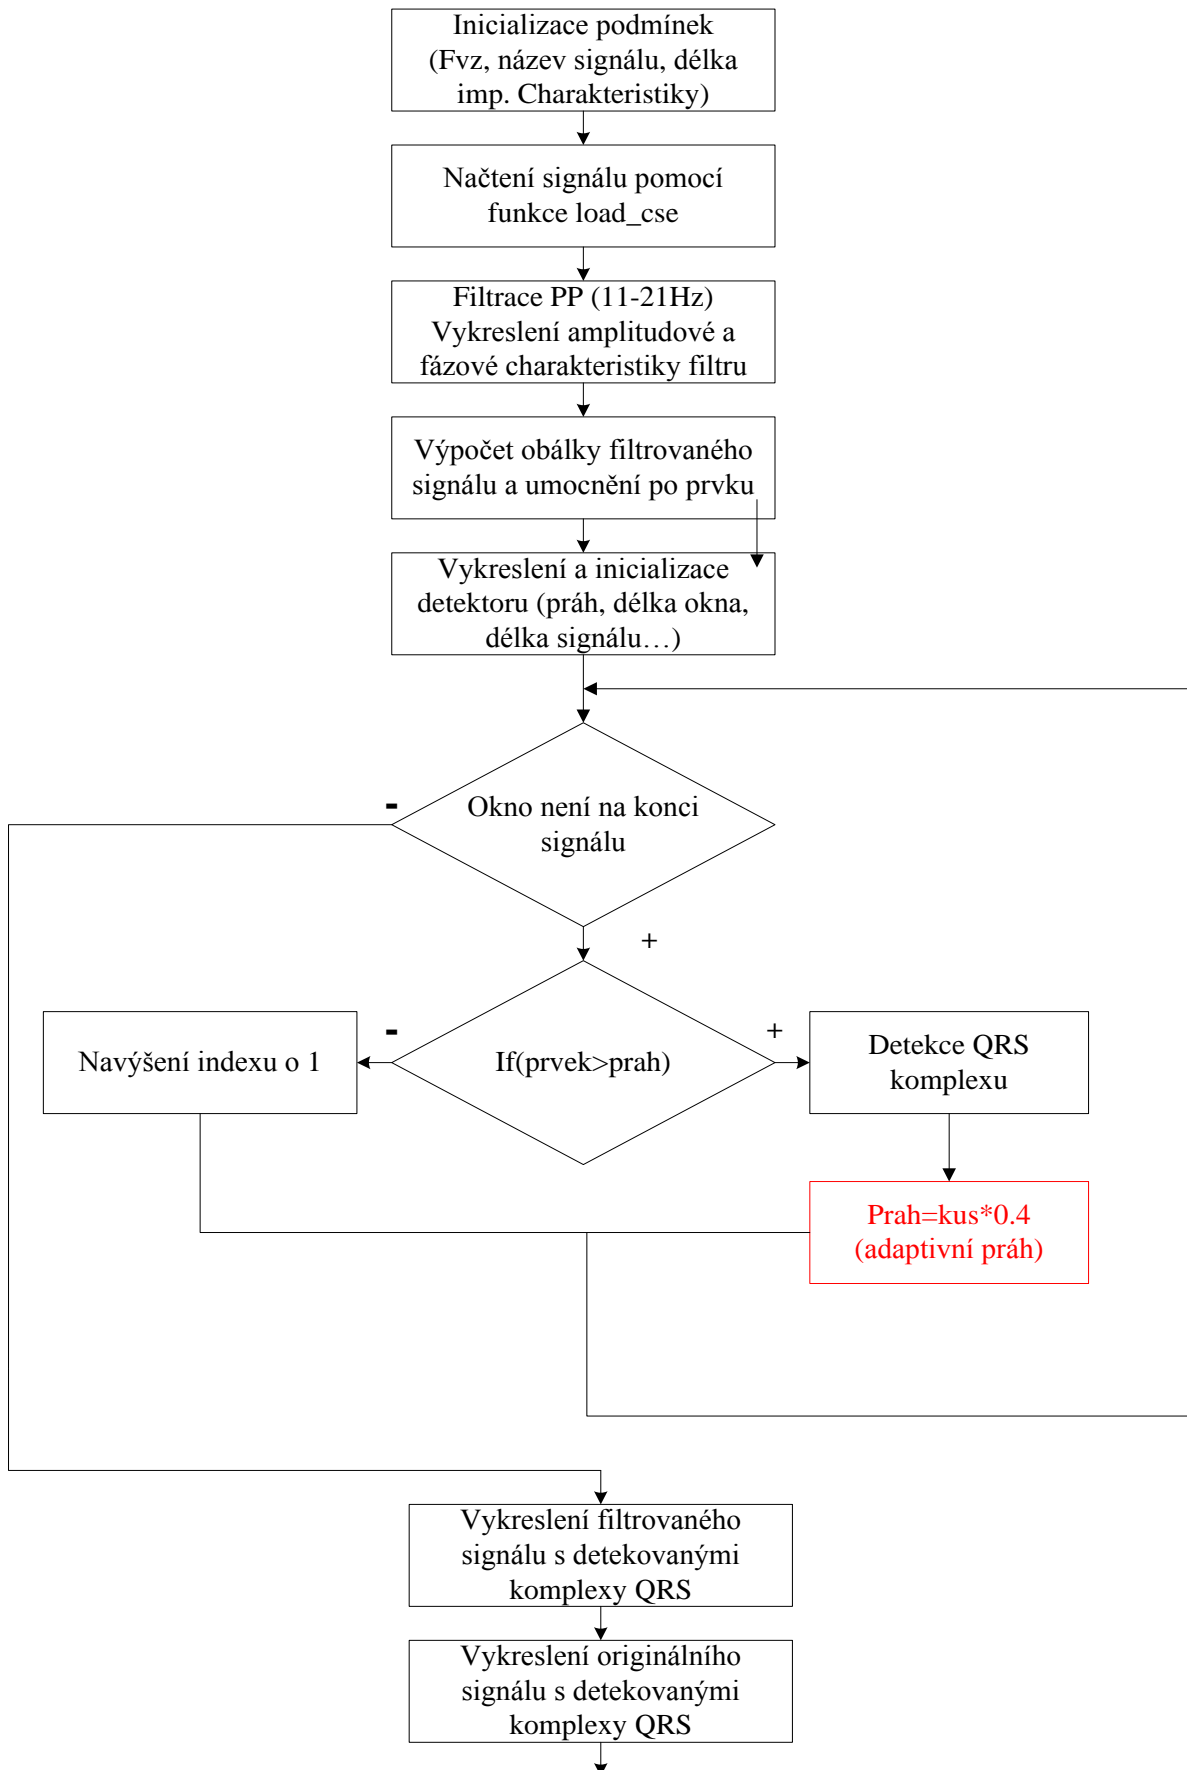 Inicializace podmínek
(Fvz, název signálu, délka
imp. Charakteristiky)
Načtení signálu pomocí
funkce load_cse
Filtrace PP (11-21Hz)
Vykreslení amplitudové a
fázové charakteristiky filtru
Výpočet obálky filtrovaného
signálu a umocnění po prvku
Vykreslení a inicializace
detektoru (práh, délka okna,
délka signálu…)
-
Okno není na konci
signálu
+
-
+
Navýšení indexu o 1
If(prvek>prah)
Detekce QRS
komplexu
Prah=kus*0.4
(adaptivní práh)
Vykreslení filtrovaného
signálu s detekovanými
komplexy QRS
Vykreslení originálního
signálu s detekovanými
komplexy QRS